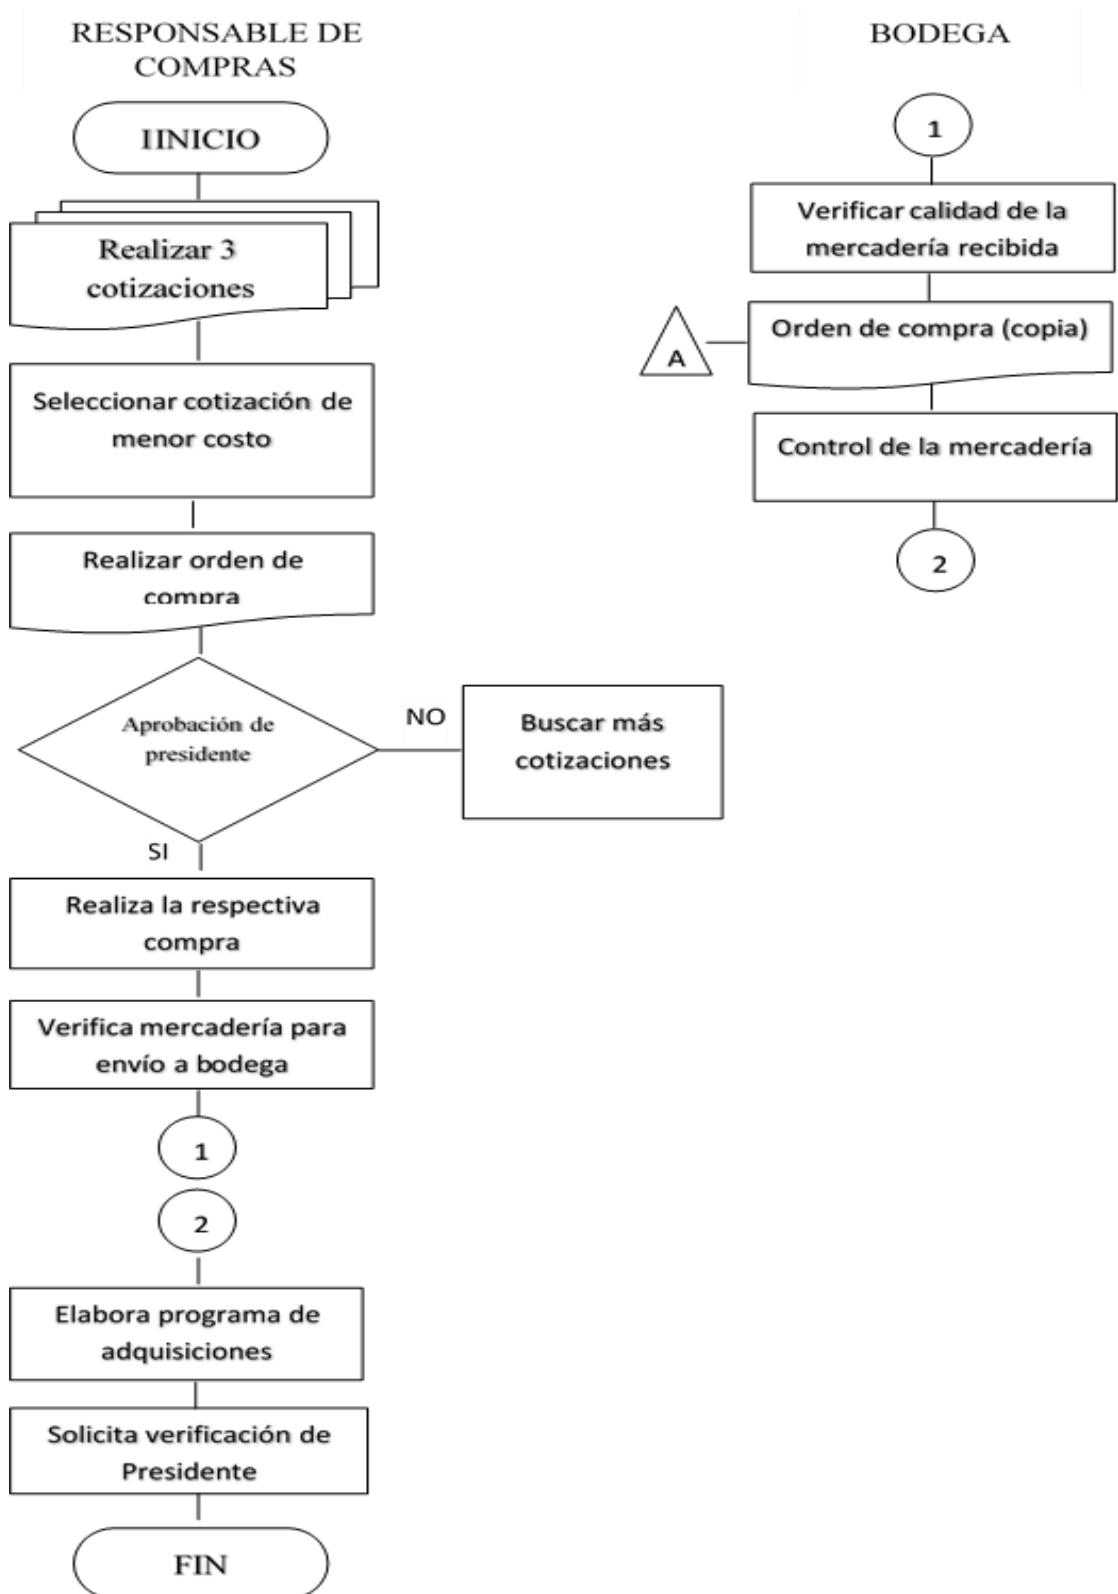 RESPONSABLE DE
COMPRAS
IINICIO
Realizar 3
cotizaciones
Seleccionar cotización de
menor costo
Realizar orden de
compra
Aprobación de
presidente
NO
Buscar más
cotizaciones
SI
Realiza la respectiva
compra
Verifica mercadería para
envío a bodega
1
2
Elabora programa de
adquisiciones
Solicita verificación de
Presidente
FIN
BODEGA
1
Verificar calidad de la
mercadería recibida
A
Orden de compra (copia)
Control de la mercadería
2